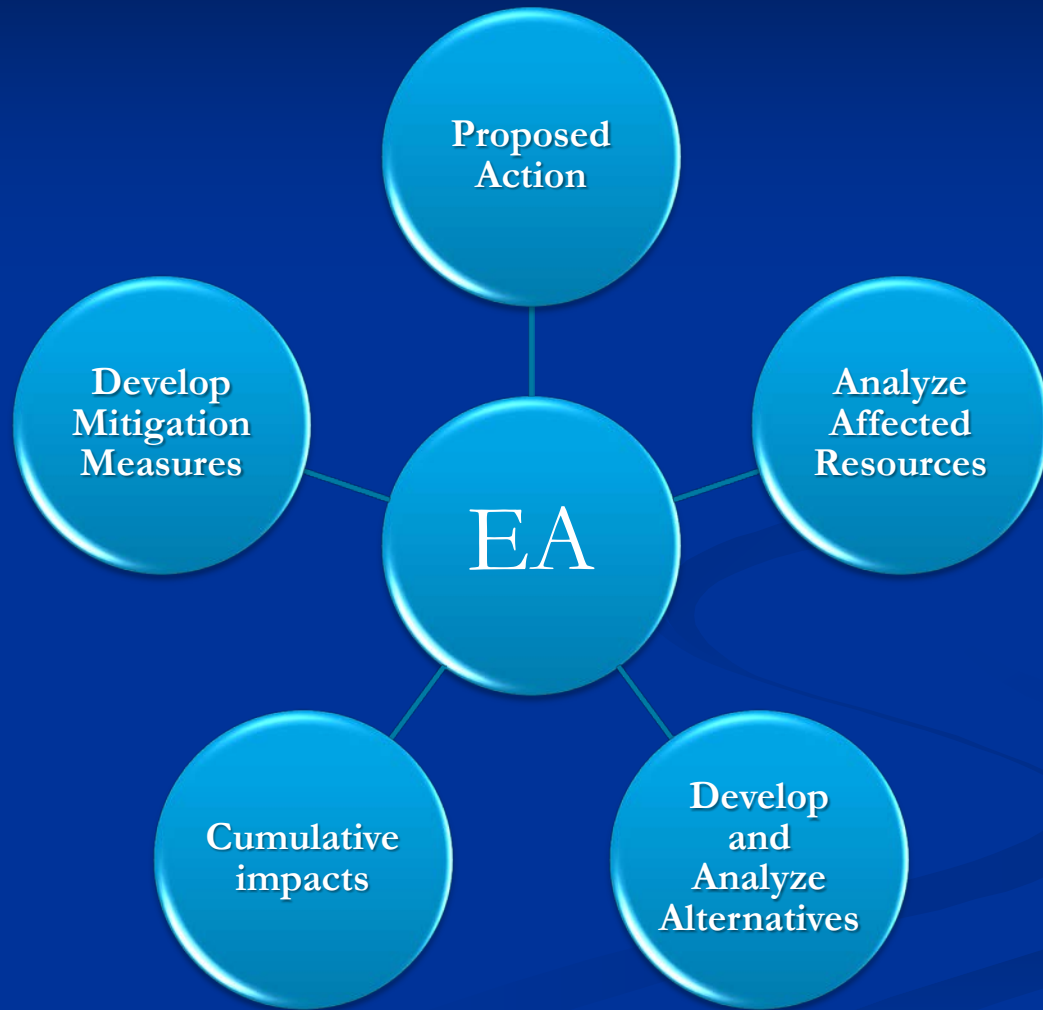 Proposed
Action
Analyze
Affected
Resources
Develop
and
Analyze
Alternatives
Cumulative
impacts
Develop
Mitigation
Measures
EA